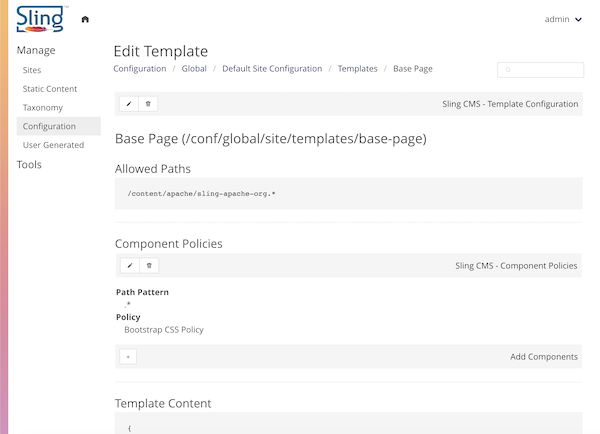 Sling
admin
Manage
Sites
Static Content
Taxonomy
Configuration
User Generated
Tools
Edit Template
Configuration / Global / Default Site Configuration / Templates / Base Page
Sling CMS - Template Configuration
Base Page (/conf/global/site/templates/base-page)
Allowed Paths
/content/apache/sling-apache-org.*
Component Policies
Sling CMS - Component Policies
Path Pattern
.*
Policy
Bootstrap CSS Policy
+
Add Components
Template Content
{